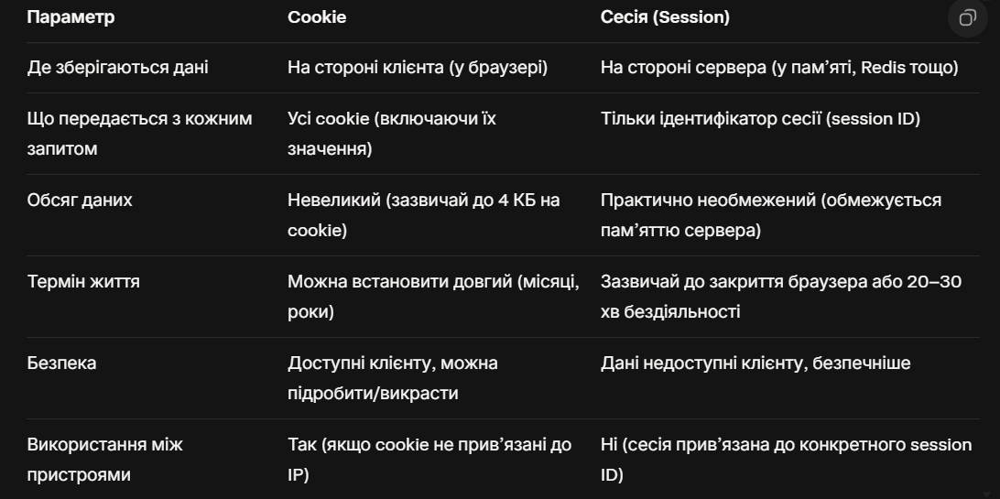 Параметр Cookie Сесія (Session)
Де зберігаються дані На стороні клієнта (у браузері) На стороні сервера (у пам’яті, Redis тощо)
Що передається з кожним запитом Усі cookie (включаючи їх значення) Тільки ідентифікатор сесії (session ID)
Обсяг даних Невеликий (зазвичай до 4 КБ на cookie) Практично необмежений (обмежується пам’яттю сервера)
Термін життя Можна встановити довгий (місяці, роки) Зазвичай до закриття браузера або 20–30 хв бездіяльності
Безпека Доступні клієнту, можна підробити/викрасти Дані недоступні клієнту, безпечніше
Використання між пристроями Так (якщо cookie не прив’язані до IP) Ні (сесія прив’язана до конкретного session ID)